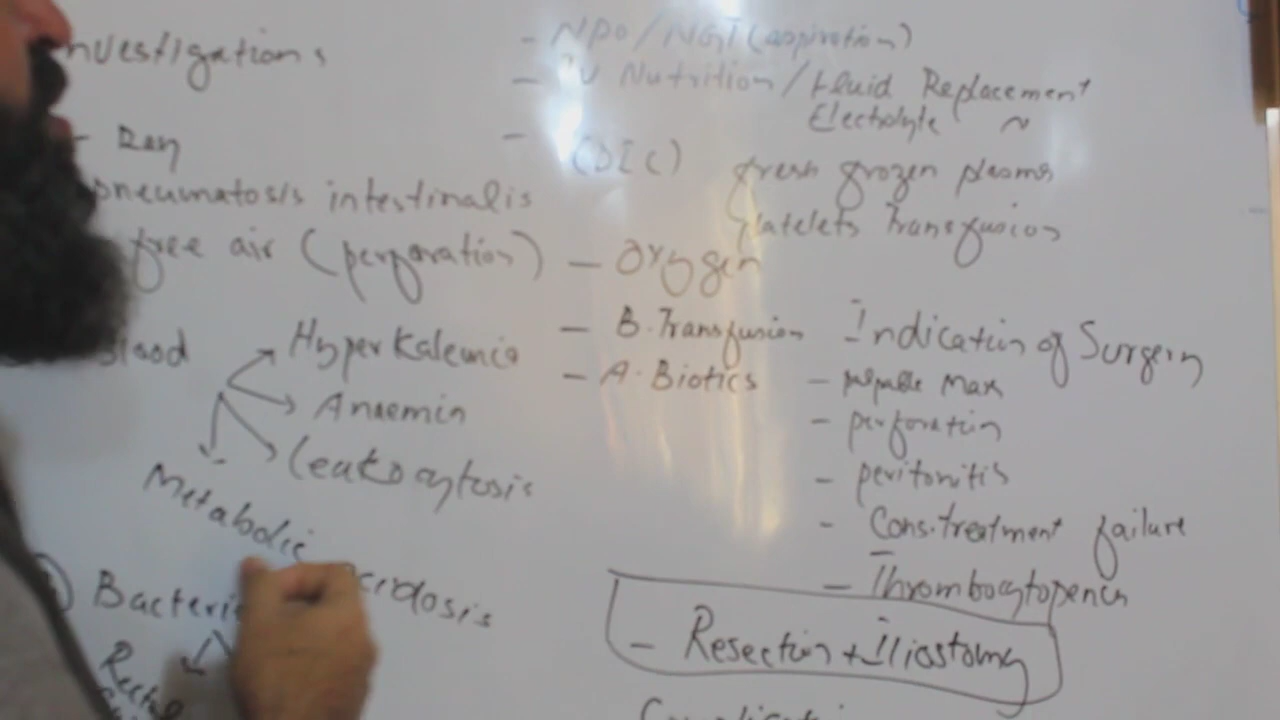 nvestigations
- Ray
pneumatosis intestinalis
free air (perforation)
Blood
Hyperkalemia
Anaemia
Leukocytosis
Metabolic cidosis
Bacteri
Rectal
- NPO/NGT (aspiration)
- IV Nutrition / Fluid Replacement
Electrolyte ~
- (DIC) fresh frozen plasma
Platelets Transfusion
- Oxygen
- B. Transfusion
- A. Biotics
Indication of Surgery
- mass
- perforation
- peritonitis
- Cons. treatment failure
- Thrombocytopenia
- Resection + Iliostomy